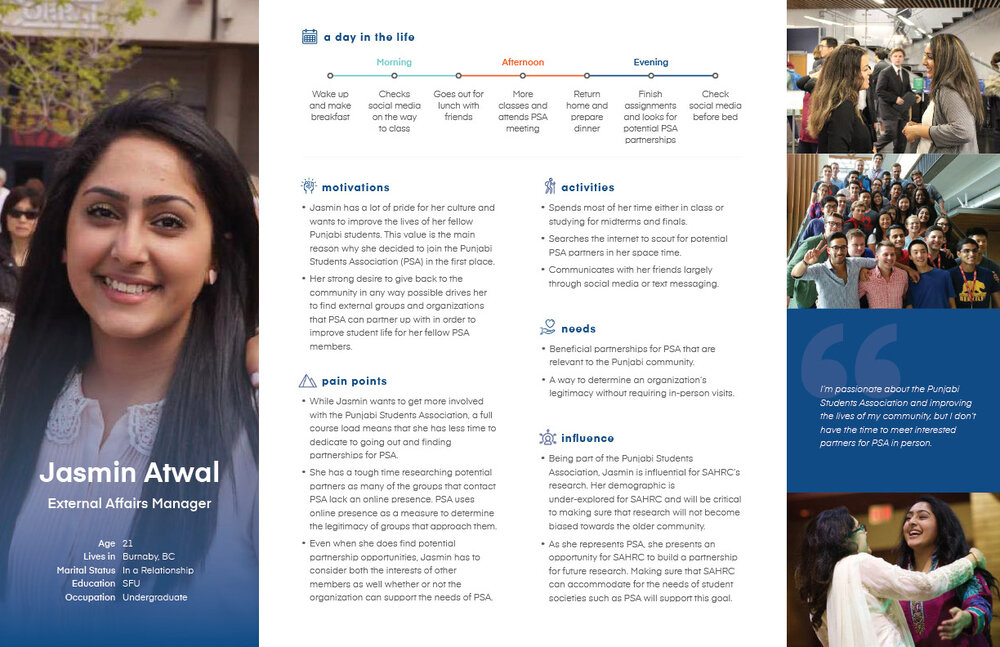 Jasmin Atwal
External Affairs Manager
Age 21
Lives in Burnaby, BC
Marital Status In a Relationship
Education SFU
Occupation Undergraduate
a day in the life
Morning
Afternoon
Evening
Wake up
and make
breakfast
Checks
social media
on the way
to class
Goes out for
lunch with
friends
More
classes and
attends PSA
meeting
Return
home and
prepare
dinner
Finish
assignments
and looks for
potential PSA
partnerships
Check
social media
before bed
motivations
• Jasmin has a lot of pride for her culture and
wants to improve the lives of her fellow
Punjabi students. This value is the main
reason why she decided to join the Punjabi
Students Association (PSA) in the first place.
• Her strong desire to give back to the
community in any way possible drives her
to find external groups and organizations
that PSA can partner up with in order to
improve student life for her fellow PSA
members.
pain points
• While Jasmin wants to get more involved
with the Punjabi Students Association, a full
course load means that she has less time to
dedicate to going out and finding
partnerships for PSA.
• She has a tough time researching potential
partners as many of the groups that contact
PSA lack an online presence. PSA uses
online presence as a measure to determine
the legitimacy of groups that approach them.
• Even when she does find potential
partnership opportunities, Jasmin has to
consider both the interests of other
members as well whether or not the
organization can support the needs of PSA.
activities
• Spends most of her time either in class or
studying for midterms and finals.
• Searches the internet to scout for potential
PSA partners in her space time.
• Communicates with her friends largely
through social media or text messaging.
needs
• Beneficial partnerships for PSA that are
relevant to the Punjabi community.
• A way to determine an organization's
legitimacy without requiring in-person visits.
influence
• Being part of the Punjabi Students
Association, Jasmin is influential for SAHRC's
research. Her demographic is
under-explored for SAHRC and will be critical
to making sure that research will not become
biased towards the older community.
• As she represents PSA, she presents an
opportunity for SAHRC to build a partnership
for future research. Making sure that SAHRC
can accommodate for the needs of student
societies such as PSA will support this goal.
“
I'm passionate about the Punjabi
Students Association and improving
the lives of my community, but I don't
have the time to meet interested
partners for PSA in person.